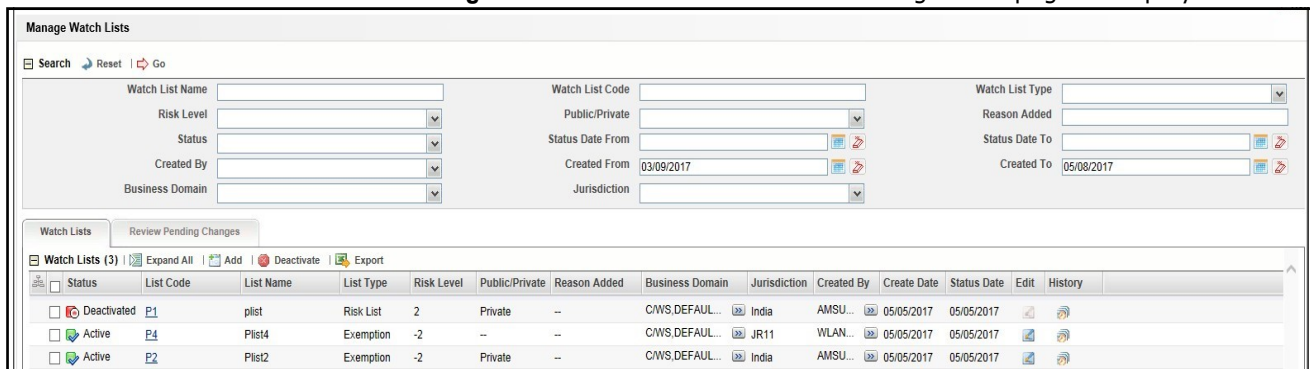 Manage Watch Lists
Search Reset | Go
Watch List Name Watch List Code Watch List Type
Risk Level Public/Private Reason Added
Status Status Date From Status Date To
Created By Created From 03/09/2017 Created To 05/08/2017
Business Domain Jurisdiction
Watch Lists Review Pending Changes
Watch Lists (3) | Expand All | Add | Deactivate | Export
Status List Code List Name List Type Risk Level Public/Private Reason Added Business Domain Jurisdiction Created By Create Date Status Date Edit History
Deactivated P1 plist Risk List 2 Private -- C/WS,DEFAUL... India AMSU... 05/05/2017 05/05/2017
Active P4 Plist4 Exemption -2 -- -- C/WS,DEFAUL... JR11 WLAN... 05/05/2017 05/05/2017
Active P2 Plist2 Exemption -2 Private -- C/WS,DEFAUL... India AMSU... 05/05/2017 05/05/2017